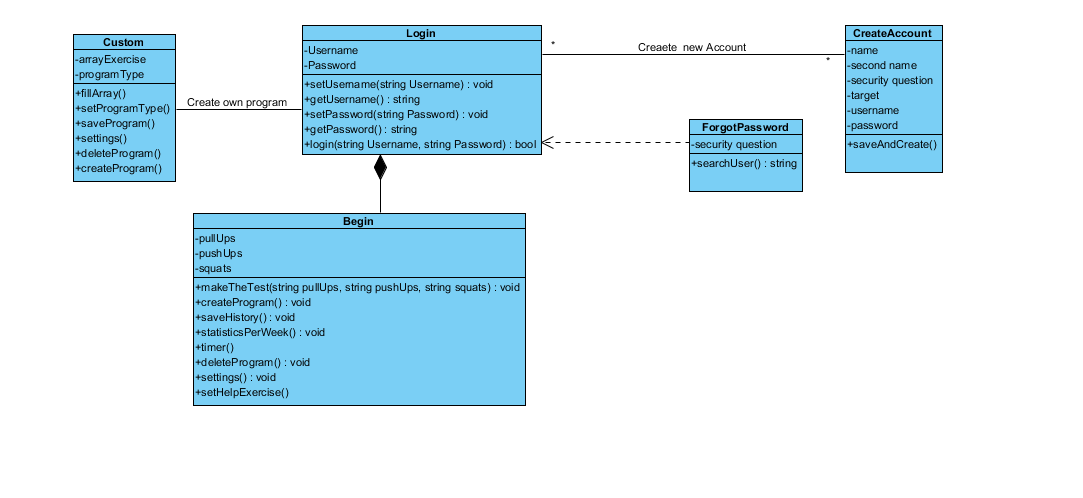 Custom
-arrayExercise
-programType
+fillArray()
+setProgramType()
+saveProgram()
+settings()
+deleteProgram()
+createProgram()
Create own program
Login
-Username
-Password
+setUsername(string Username) : void
+getUsername() : string
+setPassword(string Password) : void
+getPassword() : string
+login(string Username, string Password) : bool
*
Creaete new Account
*
CreateAccount
-name
-second name
-security question
-target
-username
-password
+saveAndCreate()
ForgotPassword
-security question
+searchUser() : string
Begin
-pullUps
-pushUps
-squats
+makeTheTest(string pullUps, string pushUps, string squats) : void
+createProgram() : void
+saveHistory() : void
+statisticsPerWeek() : void
+timer()
+deleteProgram() : void
+settings() : void
+setHelpExercise()